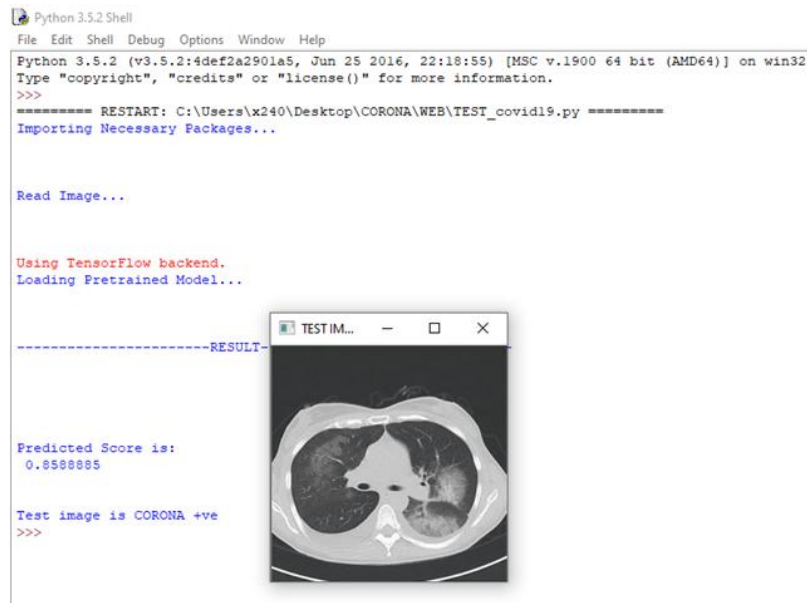 Python 3.5.2 Shell
File Edit Shell Debug Options Window Help
Python 3.5.2 (v3.5.2:4def2a2901a5, Jun 25 2016, 22:18:55) [MSC v.1900 64 bit (AMD64)] on win32
Type "copyright", "credits" or "license()" for more information.
>>>
========= RESTART: C:\Users\x240\Desktop\CORONA\WEB\TEST_covid19.py =========
Importing Necessary Packages...
Read Image...
Using TensorFlow backend.
Loading Pretrained Model...
TEST IM...
-----------------------RESULT-
Predicted Score is:
0.8588885
Test image is CORONA +ve
>>>